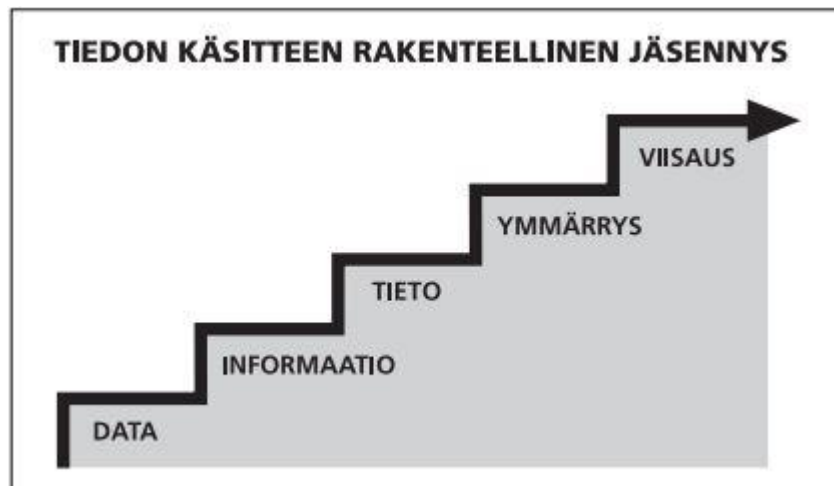 TIEDON KÄSITTEEN RAKENTEELLINEN JÄSENNYS
VIISAUS
YMMÄRRYS
TIETO
INFORMAATIO
DATA